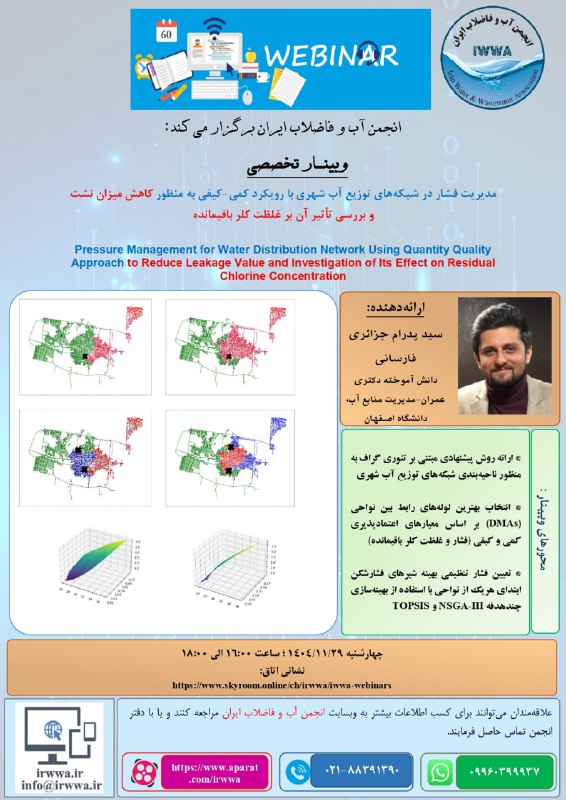 60
WEBINAR
انجمن آب و فاضلاب ایران
IWWA
Iran Water & Wastewater Association
انجمن آب و فاضلاب ایران برگزار می کند:
وبینار تخصصی
مدیریت فشار در شبکه‌های توزیع آب شهری با رویکرد کمی-کیفی به منظور کاهش میزان نشت
و بررسی تأثیر آن بر غلظت کلر باقیمانده
Pressure Management for Water Distribution Network Using Quantity Quality
Approach to Reduce Leakage Value and Investigation of Its Effect on Residual
Chlorine Concentration
ارائه‌دهنده:
سید پدرام جزائری
فارسانی
دانش آموخته دکتری
عمران-مدیریت منابع آب،
دانشگاه اصفهان
محورهای وبینار:
* ارائه روش پیشنهادی مبتنی بر تئوری گراف به
منظور ناحیه‌بندی شبکه‌های توزیع آب شهری
* انتخاب بهترین لوله‌های رابط بین نواحی
(DMAs) بر اساس معیارهای اعتمادپذیری
کمی و کیفی (فشار و غلظت کلر باقیمانده)
* تعیین فشار تنظیمی بهینه شیرهای فشارشکن
ابتدای هریک از نواحی با استفاده از بهینه‌سازی
چندهدفه NSGA-III و TOPSIS
چهارشنبه ۱۴۰۴/۱۱/۲۹ ؛ ساعت ۱۶:۰۰ الی ۱۸:۰۰
نشانی اتاق:
https://www.skyroom.online/ch/irwwa/iwwa-webinars
علاقه‌مندان می‌توانند برای کسب اطلاعات بیشتر به وبسایت انجمن آب و فاضلاب ایران مراجعه کنند و یا با دفتر
انجمن تماس حاصل فرمایند.
irwwa.ir
info@irwwa.ir
https://www.aparat
.com/irwwa
۰۲۱-۸۸۳۹۱۳۹۰
۰۹۹۶۰۳۹۹۹۳۷